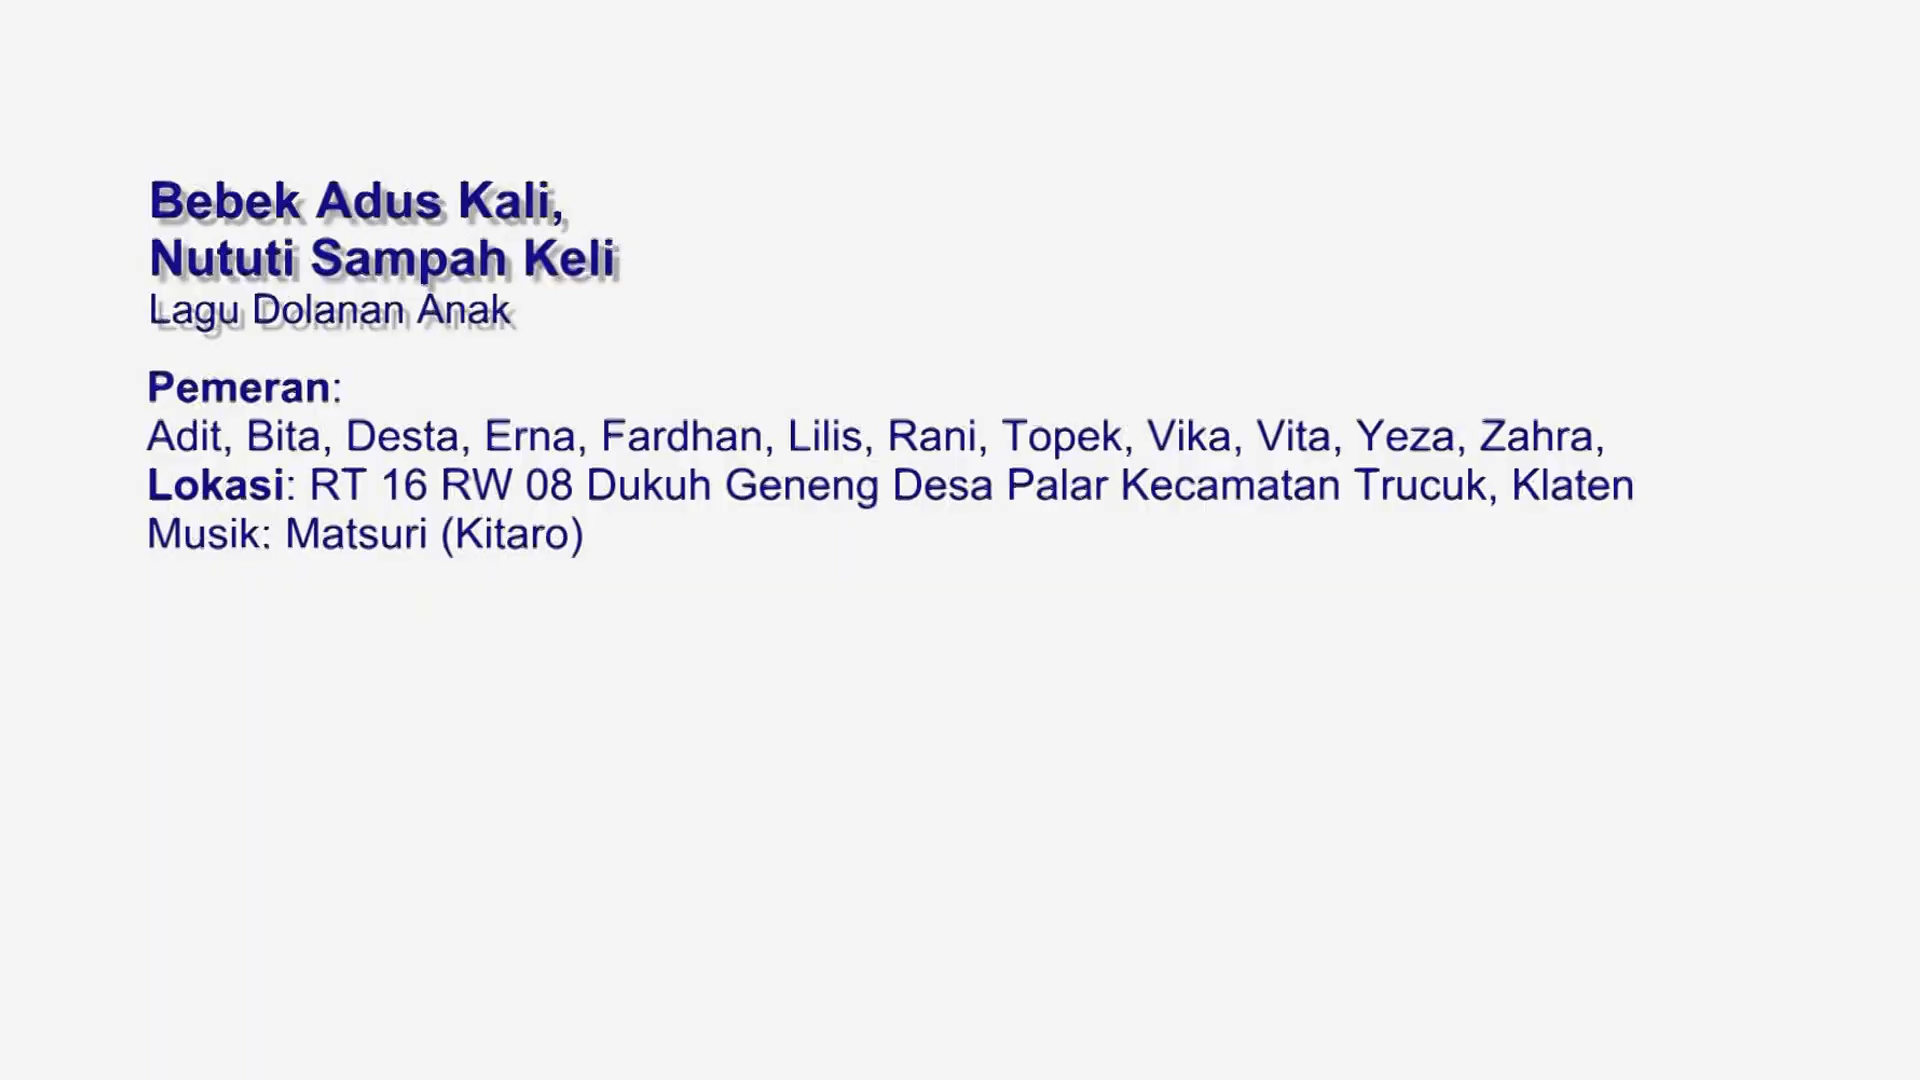 Bebek Adus Kali,
Nututi Sampah Keli
Lagu Dolanan Anak
Pemeran:
Adit, Bita, Desta, Erna, Fardhan, Lilis, Rani, Topek, Vika, Vita, Yeza, Zahra,
Lokasi: RT 16 RW 08 Dukuh Geneng Desa Palar Kecamatan Trucuk, Klaten
Musik: Matsuri (Kitaro)